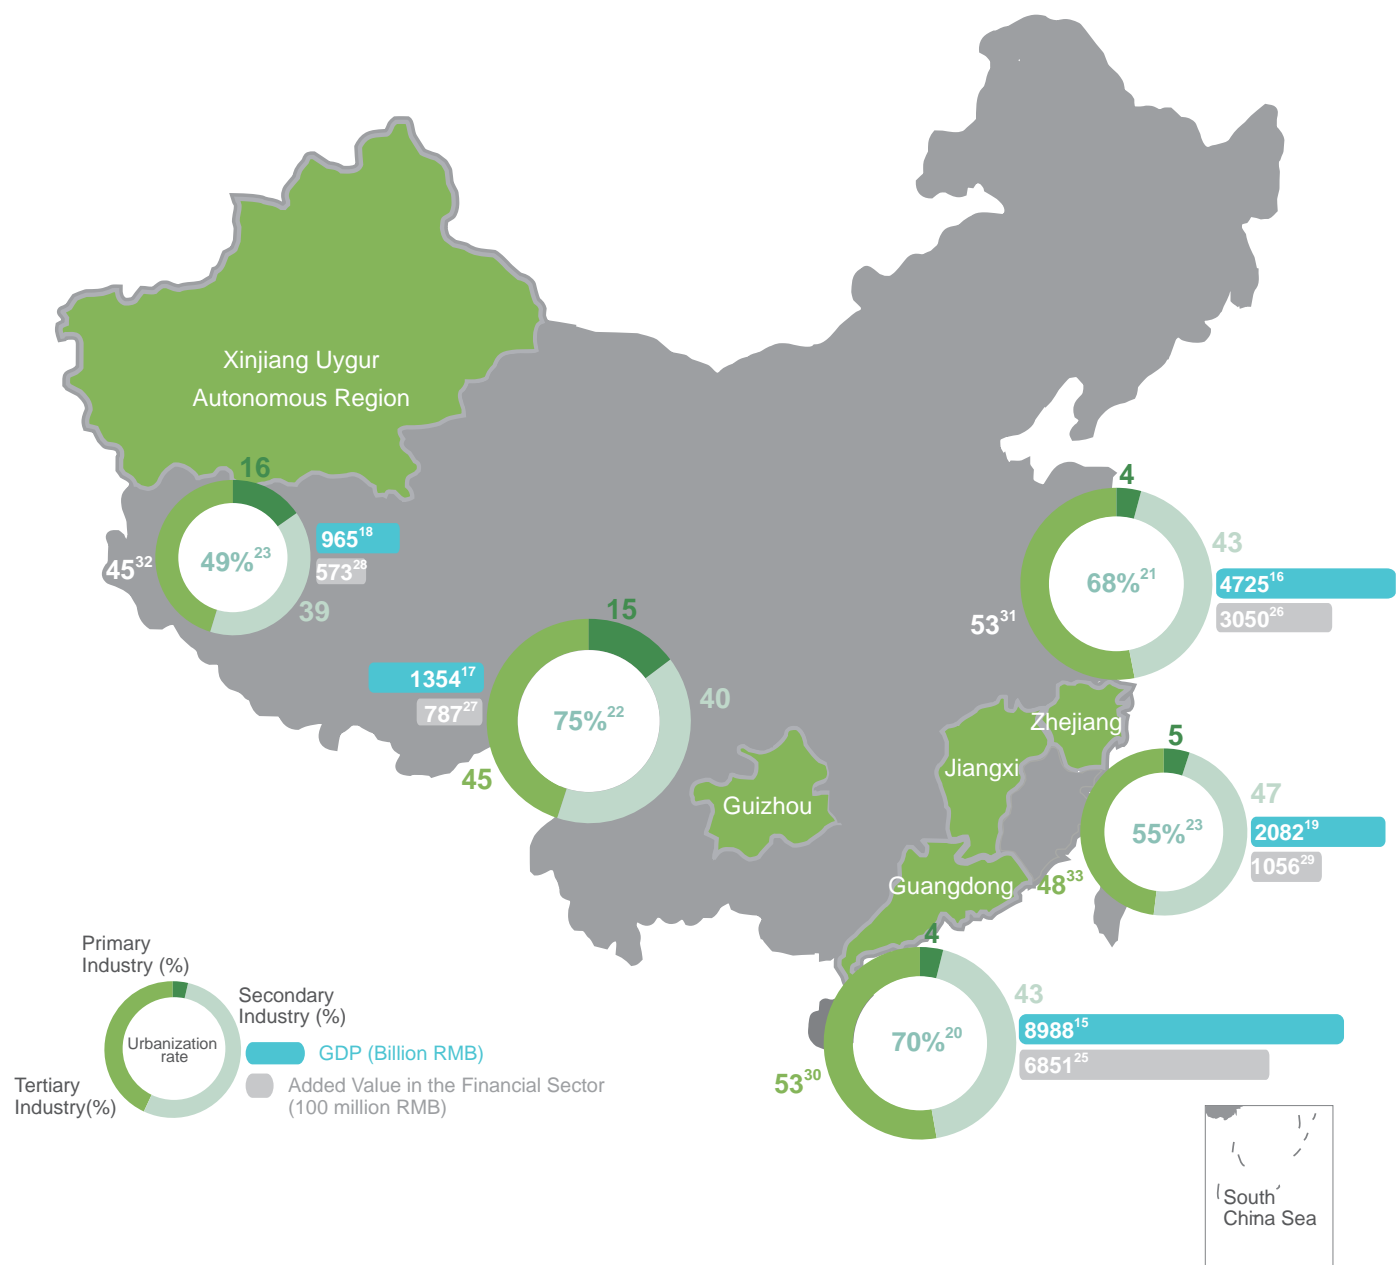 Xinjiang Uygur
Autonomous Region
16
49%23
4532
39
96518
57328
4
43
68%21
5331
472516
305026
15
40
75%22
45
135417
78727
Zhejiang
Jiangxi
Guizhou
Guangdong
5
47
55%23
4833
208219
105629
4
43
70%20
5330
898815
685125
Primary
Industry (%)
Secondary
Industry (%)
Urbanization
rate
Tertiary
Industry(%)
GDP (Billion RMB)
Added Value in the Financial Sector
(100 million RMB)
South
China Sea